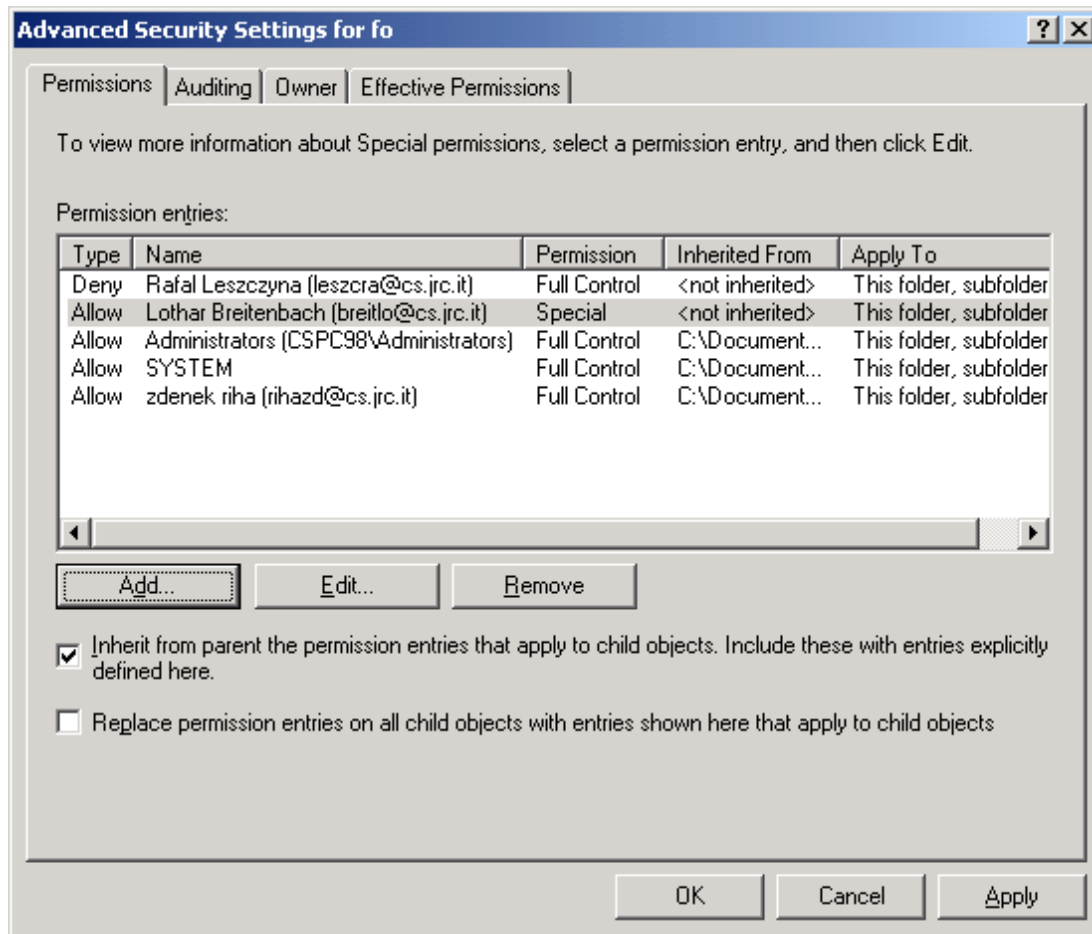 Advanced Security Settings for fo
Permissions Auditing Owner Effective Permissions
To view more information about Special permissions, select a permission entry, and then click Edit.
Permission entries:
Type Name Permission Inherited From Apply To
Deny Rafal Leszczyna (leszcra@cs.jrc.it) Full Control <not inherited> This folder, subfolder
Allow Lothar Breitenbach (breitlo@cs.jrc.it) Special <not inherited> This folder, subfolder
Allow Administrators (CSPC98\Administrators) Full Control C:\Document... This folder, subfolder
Allow SYSTEM Full Control C:\Document... This folder, subfolder
Allow zdenek riha (rihazd@cs.jrc.it) Full Control C:\Document... This folder, subfolder
Add... Edit... Remove
Inherit from parent the permission entries that apply to child objects. Include these with entries explicitly
defined here.
Replace permission entries on all child objects with entries shown here that apply to child objects
OK Cancel Apply